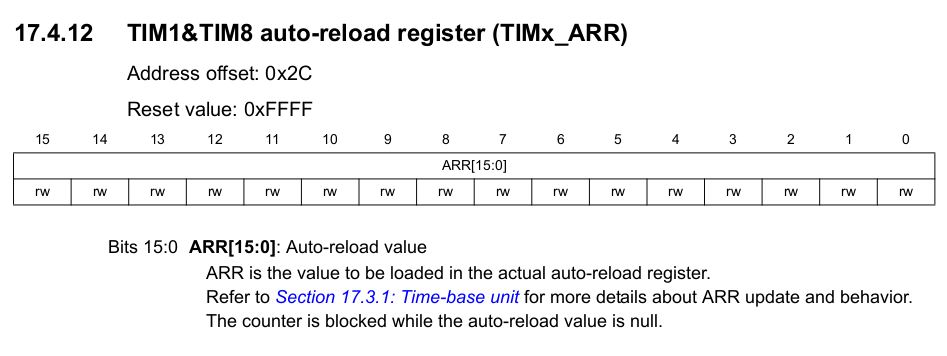 17.4.12 TIM1&TIM8 auto-reload register (TIMx_ARR)
Address offset: 0x2C
Reset value: 0xFFFF
15 14 13 12 11 10 9 8 7 6 5 4 3 2 1 0
ARR[15:0]
rw rw rw rw rw rw rw rw rw rw rw rw rw rw rw rw
Bits 15:0 ARR[15:0]: Auto-reload value
ARR is the value to be loaded in the actual auto-reload register.
Refer to Section 17.3.1: Time-base unit for more details about ARR update and behavior.
The counter is blocked while the auto-reload value is null.